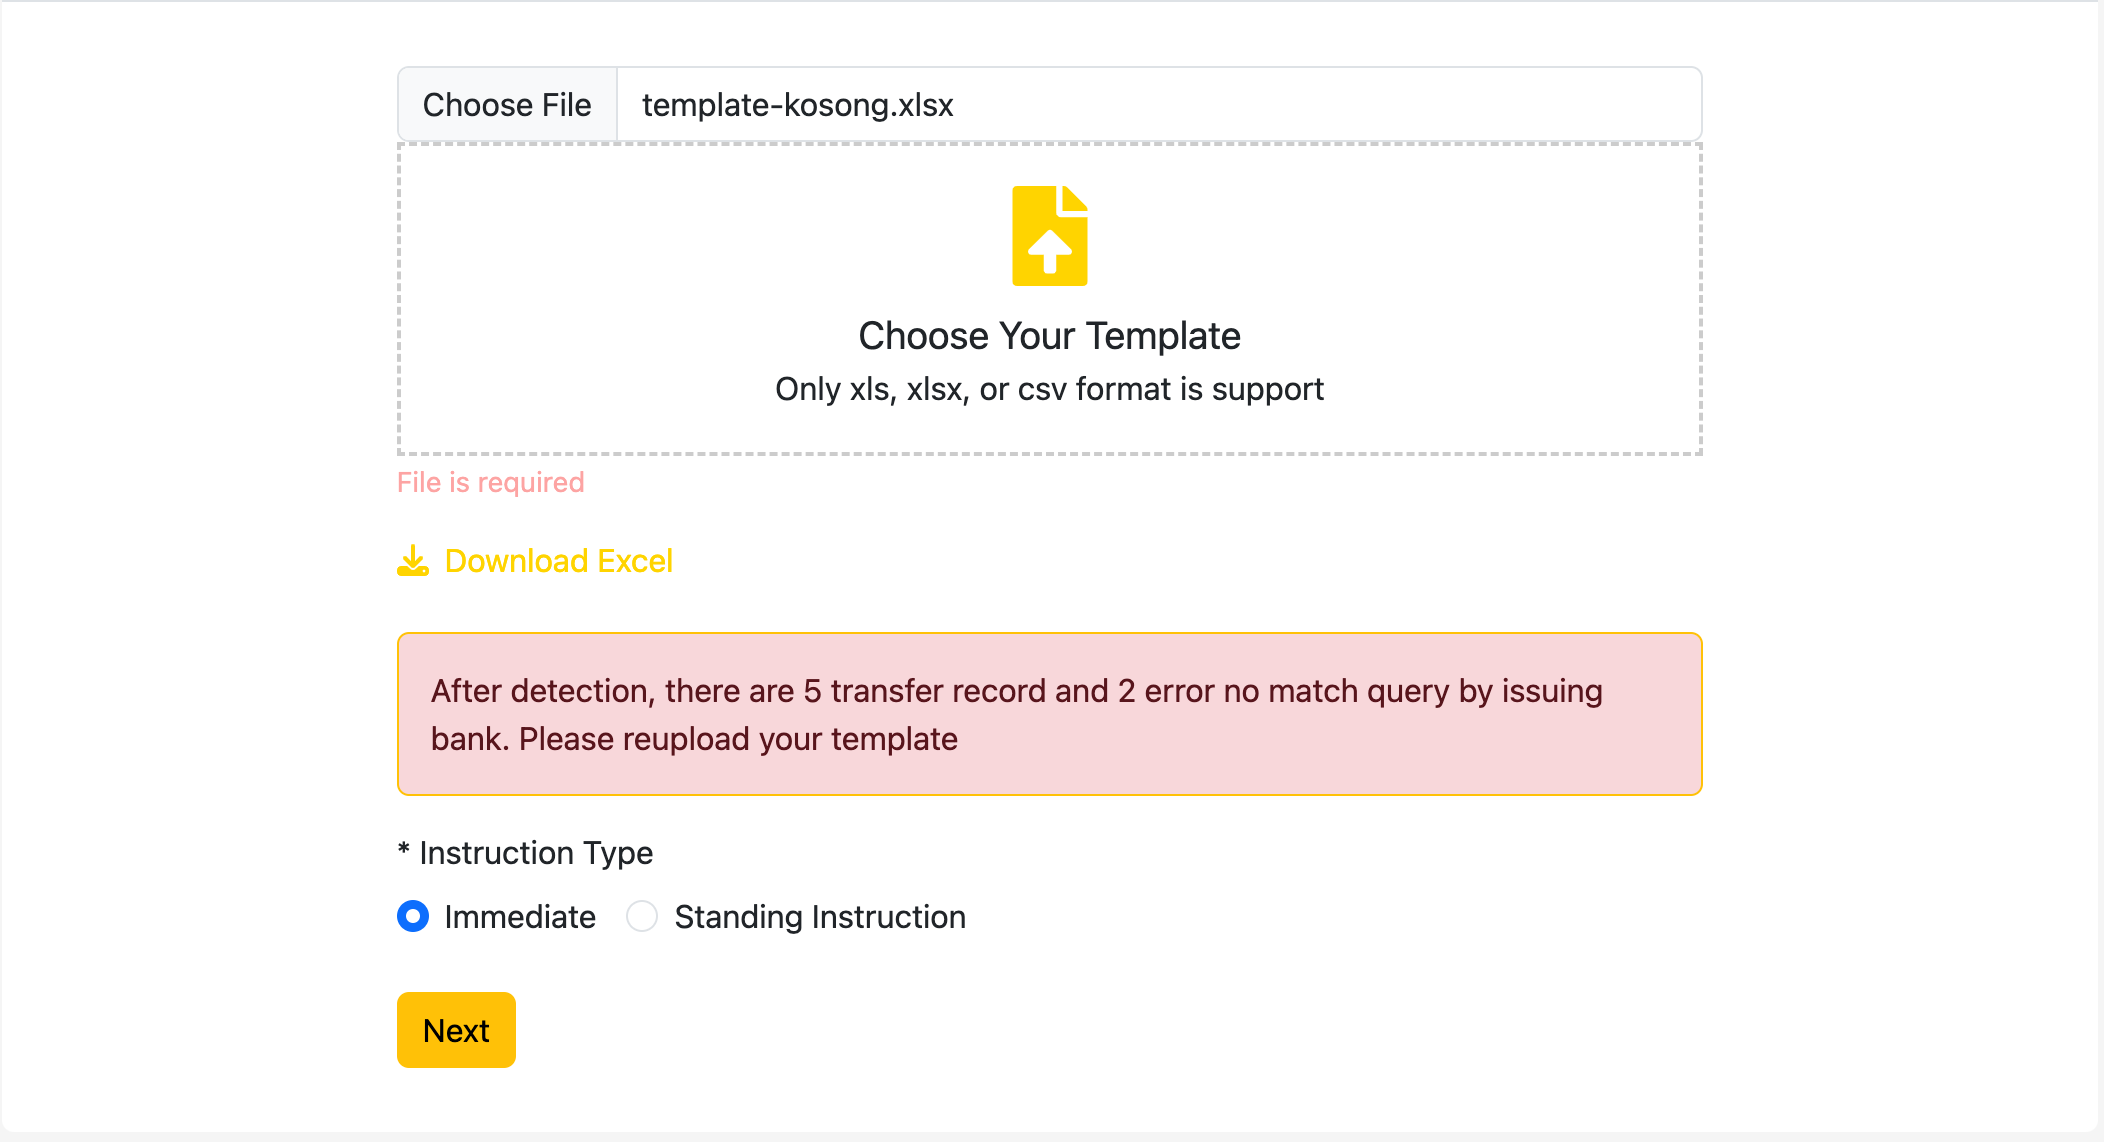 Choose File template-kosong.xlsx
Choose Your Template
Only xls, xlsx, or csv format is support
File is required
Download Excel
After detection, there are 5 transfer record and 2 error no match query by issuing
bank. Please reupload your template
* Instruction Type
Immediate Standing Instruction
Next